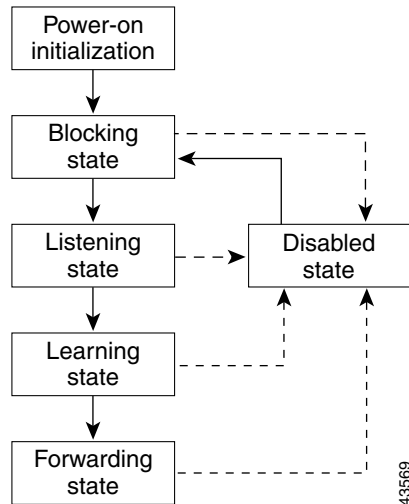 Power-on
initialization
Blocking
state
Listening
state
Disabled
state
Learning
state
Forwarding
state
43569